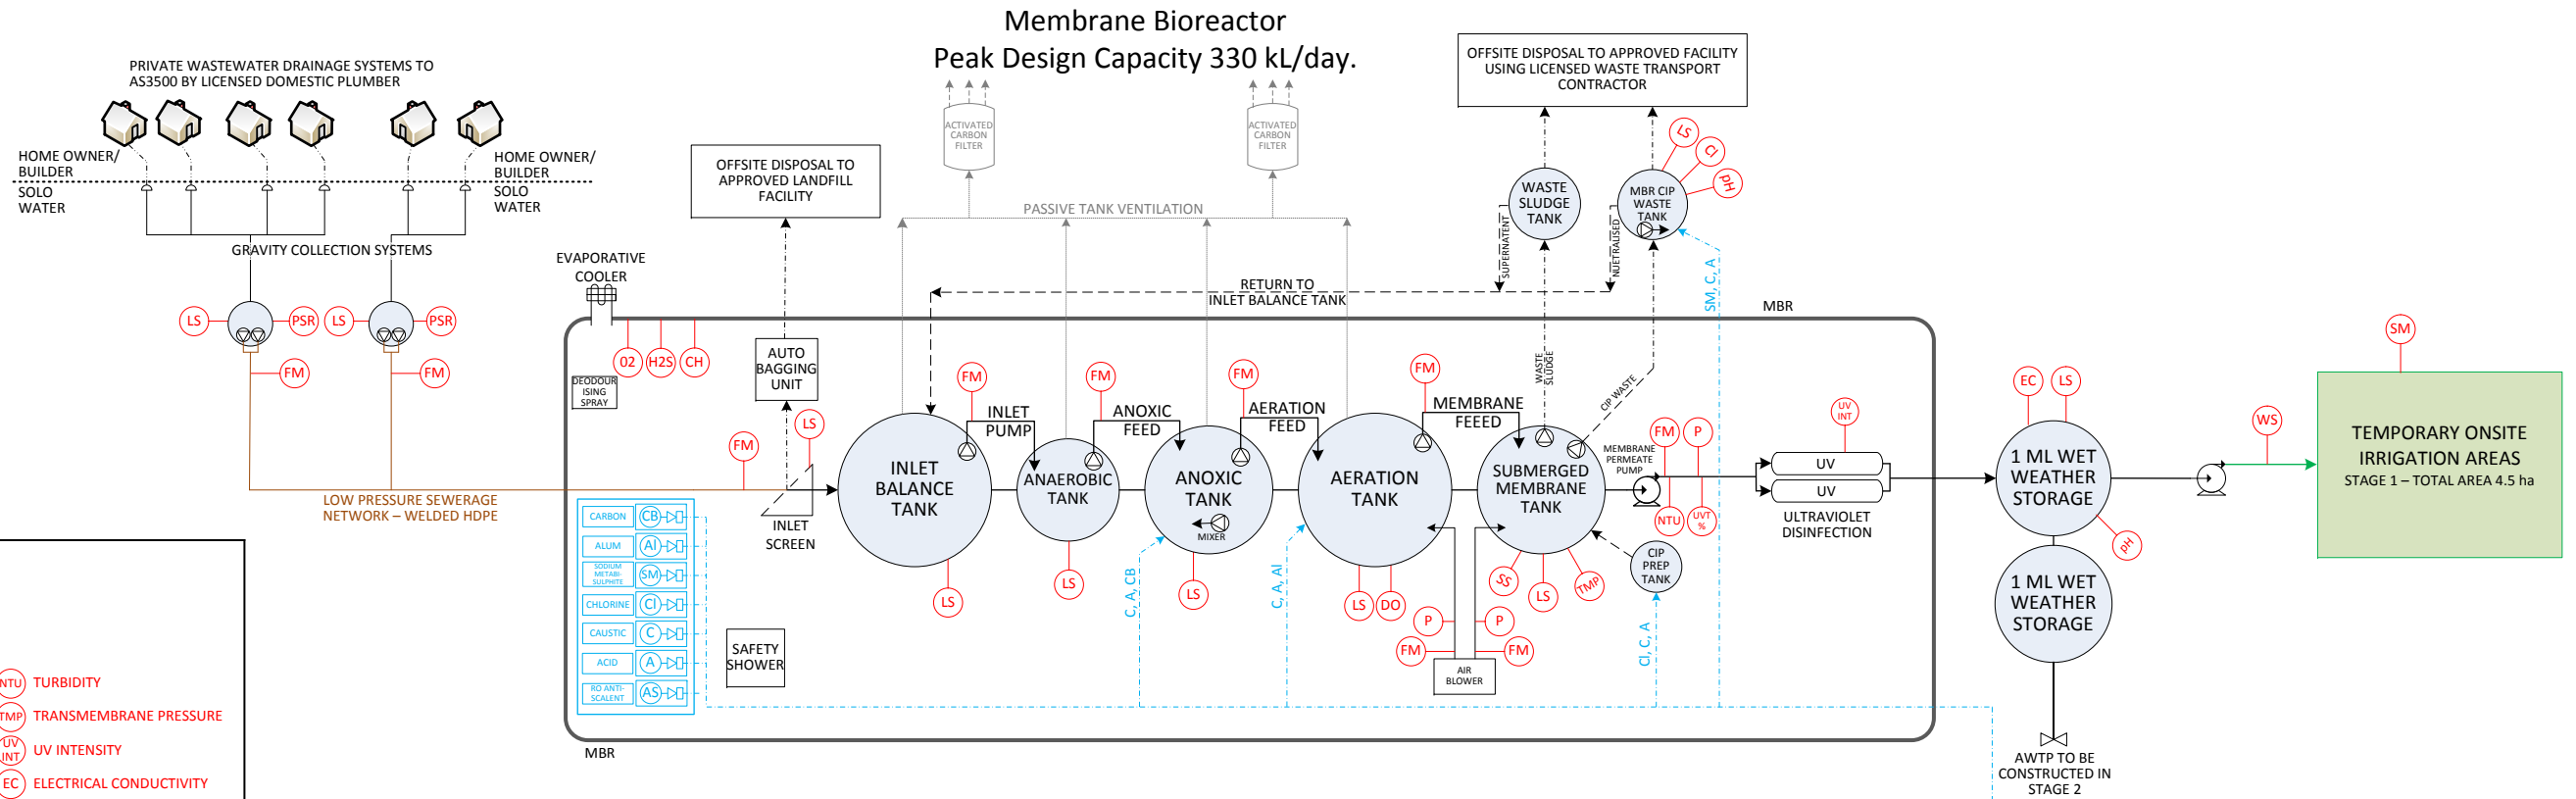 Membrane Bioreactor
Peak Design Capacity 330 kL/day.
PRIVATE WASTEWATER DRAINAGE SYSTEMS TO
AS3500 BY LICENSED DOMESTIC PLUMBER
HOME OWNER/
BUILDER
SOLO
WATER
HOME OWNER/
BUILDER
SOLO
WATER
GRAVITY COLLECTION SYSTEMS
LS
PSR
LS
PSR
FM
FM
FM
LOW PRESSURE SEWERAGE
NETWORK – WELDED HDPE
OFFSITE DISPOSAL TO
APPROVED LANDFILL
FACILITY
EVAPORATIVE
COOLER
ACTIVATED
CARBON
FILTER
ACTIVATED
CARBON
FILTER
PASSIVE TANK VENTILATION
OFFSITE DISPOSAL TO APPROVED FACILITY
USING LICENSED WASTE TRANSPORT
CONTRACTOR
WASTE
SLUDGE
TANK
MBR CIP
WASTE
TANK
LS
Cl
pH
SUPERNATENT
NUETRALISED
RETURN TO
INLET BALANCE TANK
SM, C, A
MBR
02
H2S
CH
DEODOUR
ISING
SPRAY
AUTO
BAGGING
UNIT
LS
INLET
SCREEN
FM
INLET
PUMP
FM
ANOXIC
FEED
FM
AERATION
FEED
FM
MEMBRANE
FEEED
WASTE
SLUDGE
CIP WASTE
INLET
BALANCE
TANK
ANAEROBIC
TANK
ANOXIC
TANK
MIXER
AERATION
TANK
SUBMERGED
MEMBRANE
TANK
MEMBRANE
PERMEATE
PUMP
FM
P
NTU
UVT
%
UV
INT
UV
UV
ULTRAVIOLET
DISINFECTION
LS
LS
LS
LS
DO
SS
LS
TMP
CIP
PREP
TANK
P
P
FM
FM
AIR
BLOWER
C, A, CB
C, A, Al
Cl, C, A
CARBON
CB
ALUM
Al
SODIUM
METABI-
SULPHITE
SM
CHLORINE
Cl
CAUSTIC
C
ACID
A
RO ANTI-
SCALENT
AS
SAFETY
SHOWER
MBR
EC
LS
1 ML WET
WEATHER
STORAGE
pH
1 ML WET
WEATHER
STORAGE
AWTP TO BE
CONSTRUCTED IN
STAGE 2
WS
SM
TEMPORARY ONSITE
IRRIGATION AREAS
STAGE 1 – TOTAL AREA 4.5 ha
NTU TURBIDITY
TMP TRANSMEMBRANE PRESSURE
UV
INT UV INTENSITY
EC ELECTRICAL CONDUCTIVITY